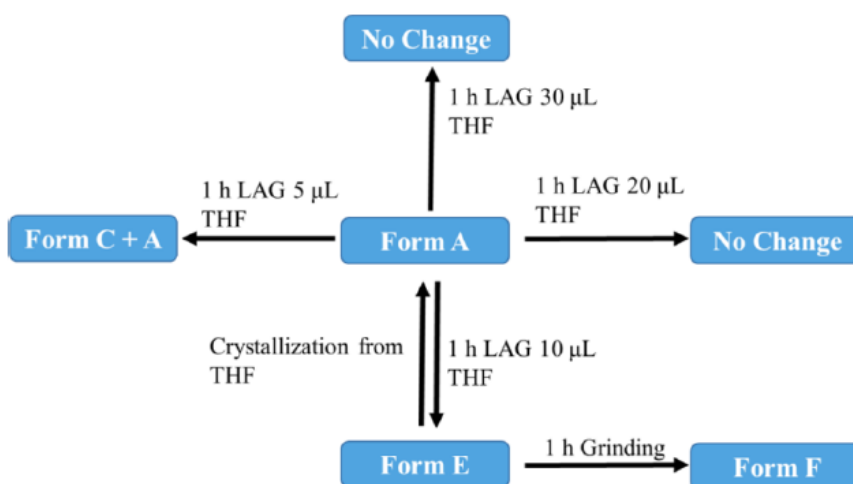 No Change
1 h LAG 30 μL
THF
1 h LAG 5 μL
THF
1 h LAG 20 μL
THF
Form C + A
Form A
No Change
Crystallization from
THF
1 h LAG 10 μL
THF
1 h Grinding
Form E
Form F